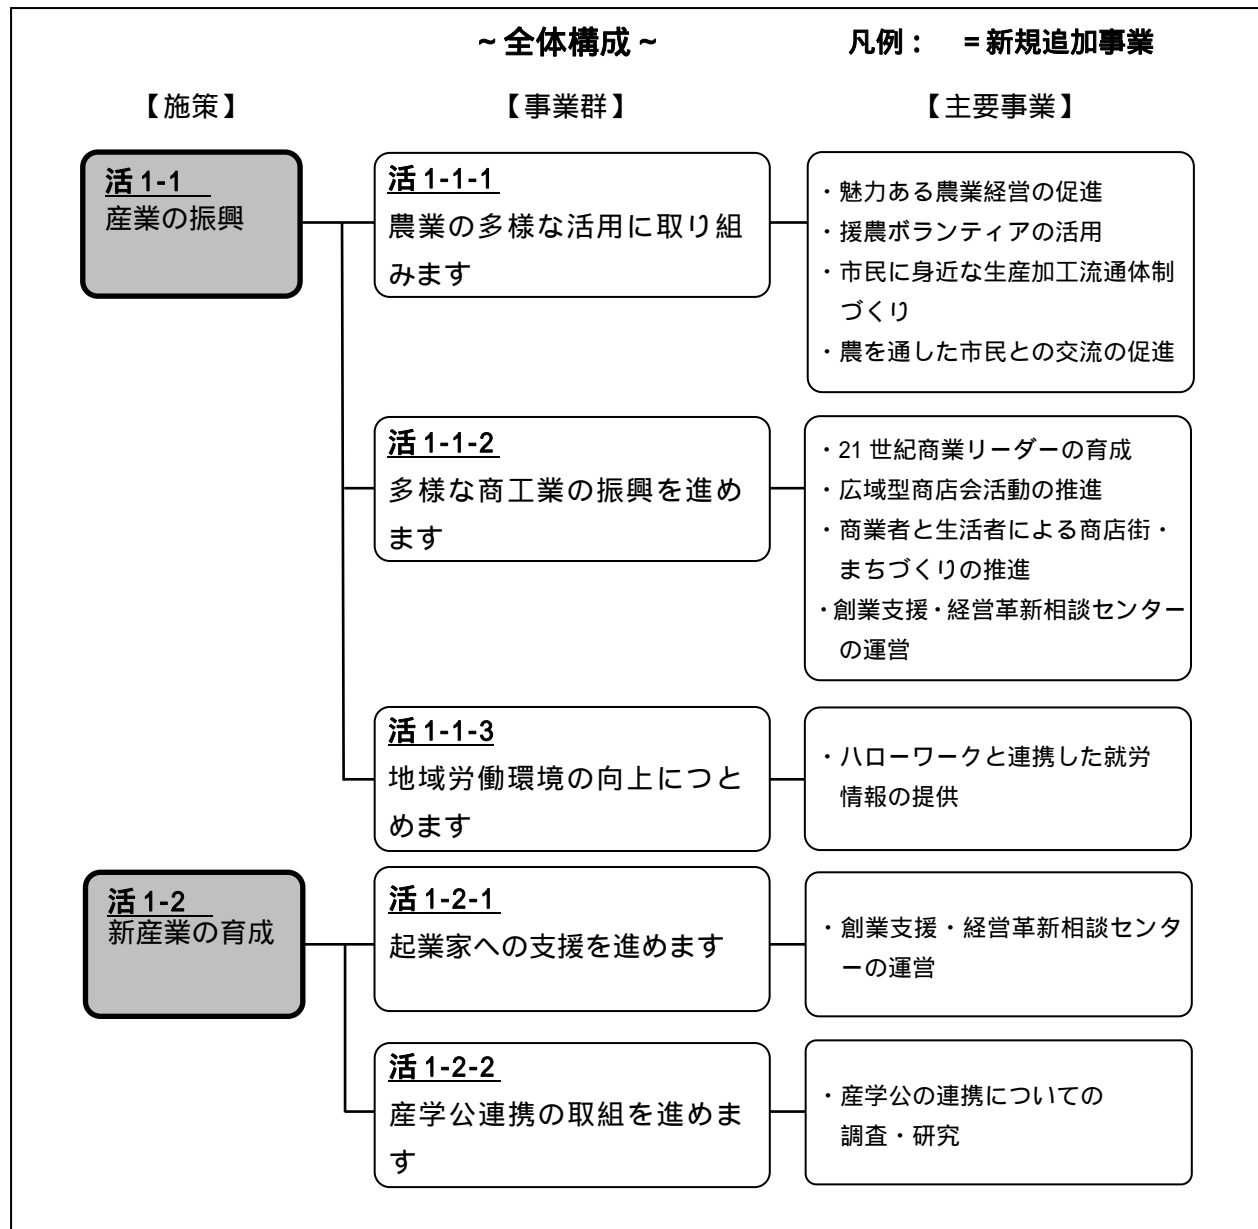 ~全体構成~
凡例： =新規追加事業
【施策】
【事業群】
【主要事業】
活1-1
産業の振興
活1-1-1
農業の多様な活用に取り組
みます
・魅力ある農業経営の促進
・援農ボランティアの活用
・市民に身近な生産加工流通体制
づくり
・農を通した市民との交流の促進
活1-1-2
多様な商工業の振興を進め
ます
・21世紀商業リーダーの育成
・広域型商店会活動の推進
・商業者と生活者による商店街・
まちづくりの推進
・創業支援・経営革新相談センター
の運営
活1-1-3
地域労働環境の向上につと
めます
・ハローワークと連携した就労
情報の提供
活1-2
新産業の育成
活1-2-1
起業家への支援を進めます
・創業支援・経営革新相談センタ
ーの運営
活1-2-2
産学公連携の取組を進めま
す
・産学公の連携についての
調査・研究